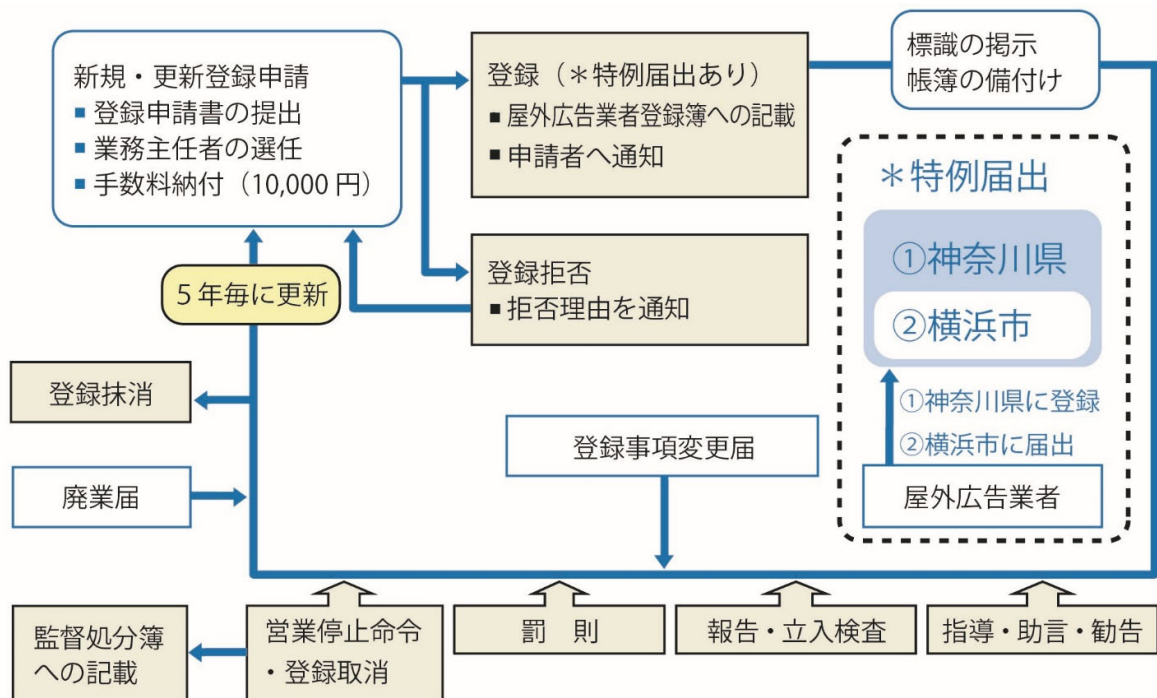 新規・更新登録申請
■ 登録申請書の提出
■ 業務主任者の選任
■ 手数料納付（10,000円）
登録（＊特例届出あり）
■ 屋外広告業者登録簿への記載
■ 申請者へ通知
標識の掲示
帳簿の備付け
登録拒否
■ 拒否理由を通知
5年毎に更新
＊特例届出
①神奈川県
②横浜市
①神奈川県に登録
②横浜市に届出
屋外広告業者
登録抹消
廃業届
登録事項変更届
監督処分簿
への記載
営業停止命令
・登録取消
罰　則
報告・立入検査
指導・助言・勧告